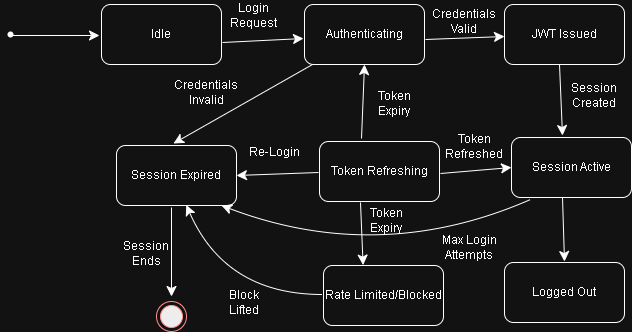 Login
Request
Credentials
Valid
Idle
Authenticating
JWT Issued
Credentials
Invalid
Token
Expiry
Session
Created
Re-Login
Token
Refreshed
Session Expired
Token Refreshing
Session Active
Token
Expiry
Session
Ends
Max Login
Attempts
Block
Lifted
Rate Limited/Blocked
Logged Out